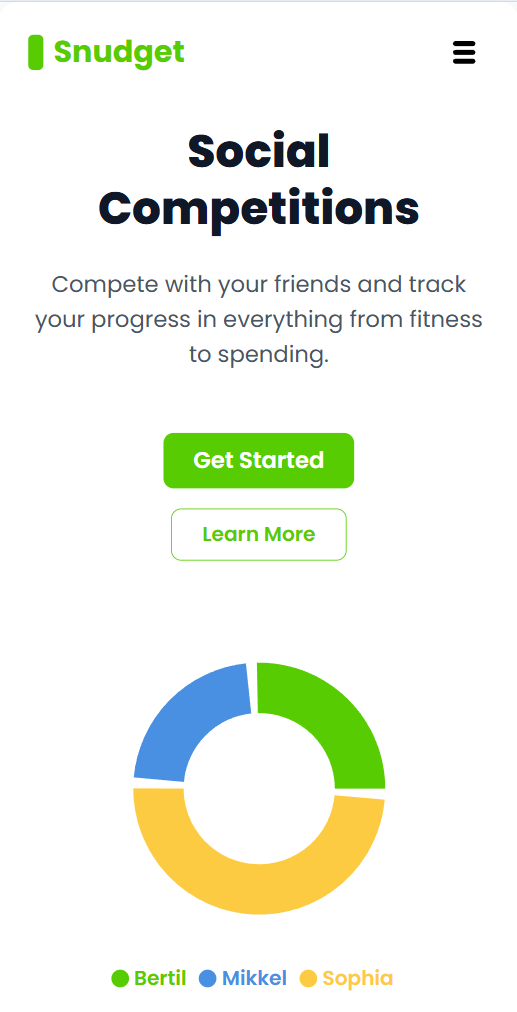 Snudget
Social
Competitions
Compete with your friends and track
your progress in everything from fitness
to spending.
Get Started
Learn More
Bertil Mikkel Sophia